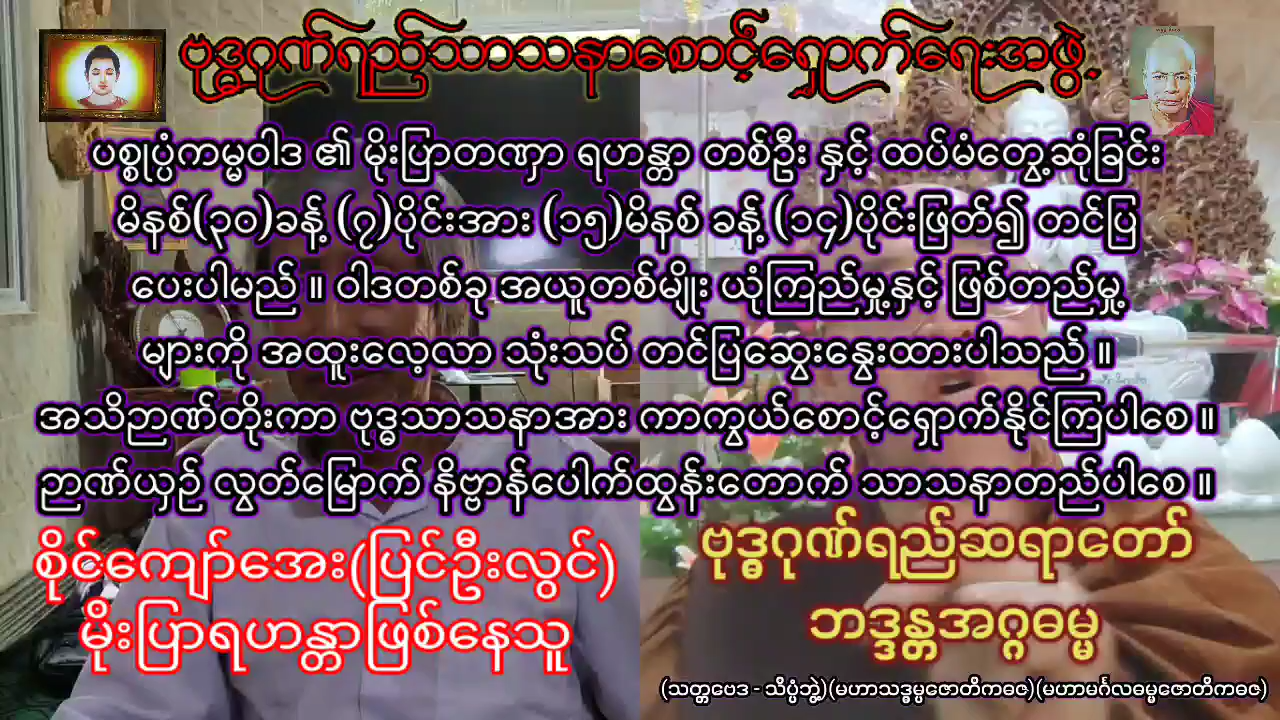 ဗုဒ္ဓဂုဏ်ရည်သာသနာစောင့်ရှောက်ရေးအဖွဲ့
ပစ္စုပ္ပံကမ္မဝါဒ ၏ မိုးပြာတဏှာ ရဟန္တာ တစ်ဦး နှင့် ထပ်မံတွေ့ဆုံခြင်း
မိနစ်(၃၀)ခန့် (၇)ပိုင်းအား (၁၅)မိနစ် ခန့် (၁၄)ပိုင်းဖြတ်၍ တင်ပြ
ပေးပါမည် ။ ဝါဒတစ်ခု အယူတစ်မျိုး ယုံကြည်မှု့နှင့် ဖြစ်တည်မှု့
များကို အထူးလေ့လာ သုံးသပ် တင်ပြဆွေးနွေးထားပါသည် ။
အသိဉာဏ်တိုးကာ ဗုဒ္ဓသာသနာအား ကာကွယ်စောင့်ရှောက်နိုင်ကြပါစေ ။
ဉာဏ်ယှဉ် လွတ်မြောက် နိဗ္ဗာန်ပေါက်ထွန်းတောက် သာသနာတည်ပါစေ ။
စိုင်ကျော်အေး(ပြင်ဦးလွင်)
မိုးပြာရဟန္တာဖြစ်နေသူ
ဗုဒ္ဓဂုဏ်ရည်ဆရာတော်
ဘဒ္ဒန္တအဂ္ဂဓမ္မ
(သတ္တဗေဒ - သိပ္ပံဘွဲ့)(မဟာသဒ္ဓမ္မဇောတိကဓဇ)(မဟာမင်္ဂလဓမ္မဇောတိကဓဇ)